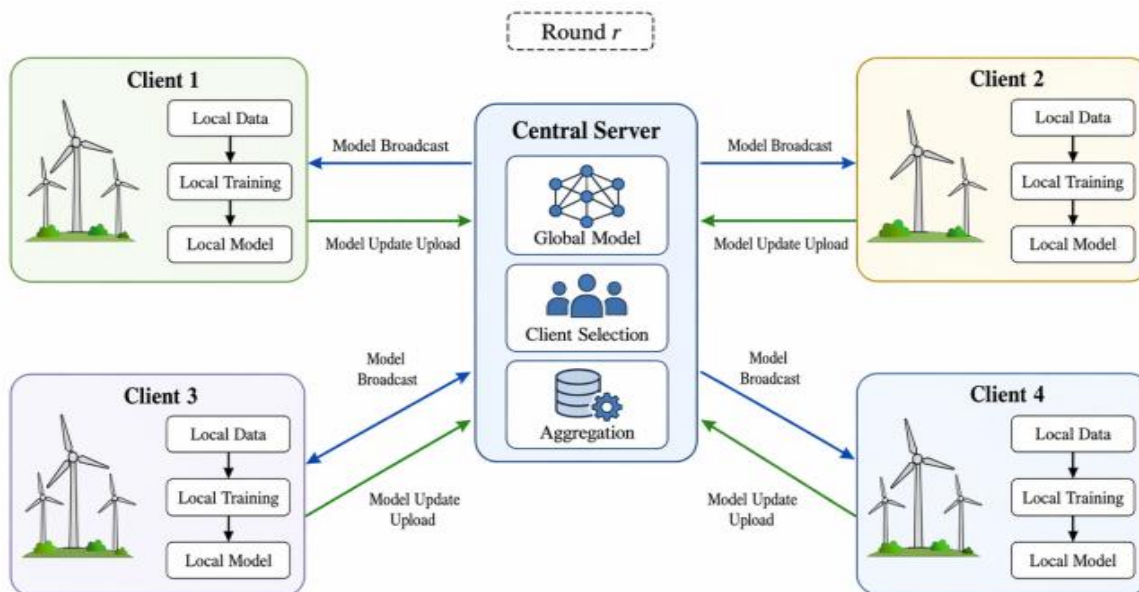 Round r
Client 1
Local Data
Local Training
Local Model
Model Broadcast
Model Update Upload
Central Server
Global Model
Client Selection
Aggregation
Model Broadcast
Model Update Upload
Client 2
Local Data
Local Training
Local Model
Client 3
Local Data
Local Training
Local Model
Model
Broadcast
Model Update
Upload
Model
Broadcast
Model Update
Upload
Client 4
Local Data
Local Training
Local Model